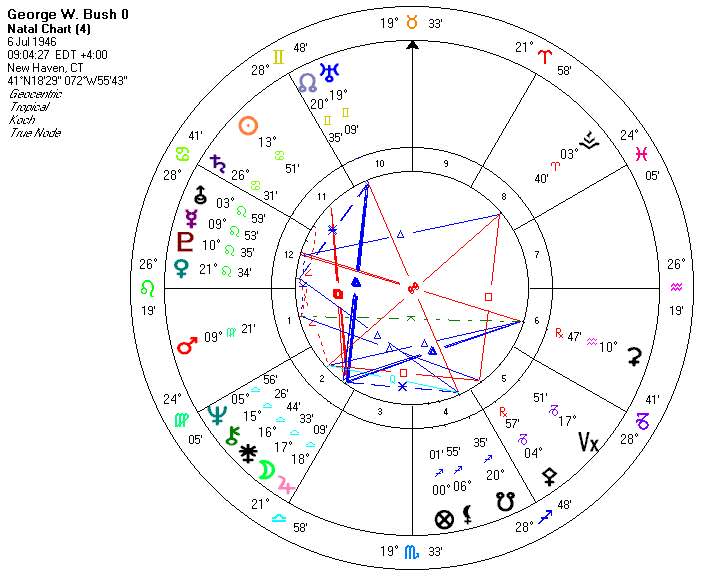 George W. Bush 0
Natal Chart (4)
6 Jul 1946
09:04:27 EDT +4:00
New Haven, CT
41°N18'29" 072°W55'43"
Geocentric
Tropical
Koch
True Node
19° ♉ 33'
28° ♊ 48'
21° ♈ 58'
41' ♋ 28°
24° ♓ 05'
26° ♌ 19'
26° ♒ 19'
24° ♍ 05'
41' ♑ 28°
21° ♎ 58'
28° ♐ 48'
19° ♏ 33'
☊ 20° ♊ 35'
♅ 19° ♊ 09'
☉ 13° ♋ 51'
♄ 26° ♋ 31'
03° ♌ 59'
☿ 09° ♌ 53'
♇ 10° ♌ 35'
♀ 21° ♌ 34'
♂ 09° ♍ 21'
♆ 05° ♎ 56'
⚷ 15° ♎ 26'
⚵ 16° ♎ 44'
☽ 17° ♎ 33'
♃ 18° ♎ 09'
⊗ 00° ♐ 01'
⚸ 06° ♐ 55'
☋ 20° ♐ 35'
⚴ 04° ♑ 57' ℞
Vx 17° ♑ 51'
⚳ 10° ♒ 47' ℞
⚶ 03° ♈ 40'
1
2
3
4
5
6
7
8
9
10
11
12